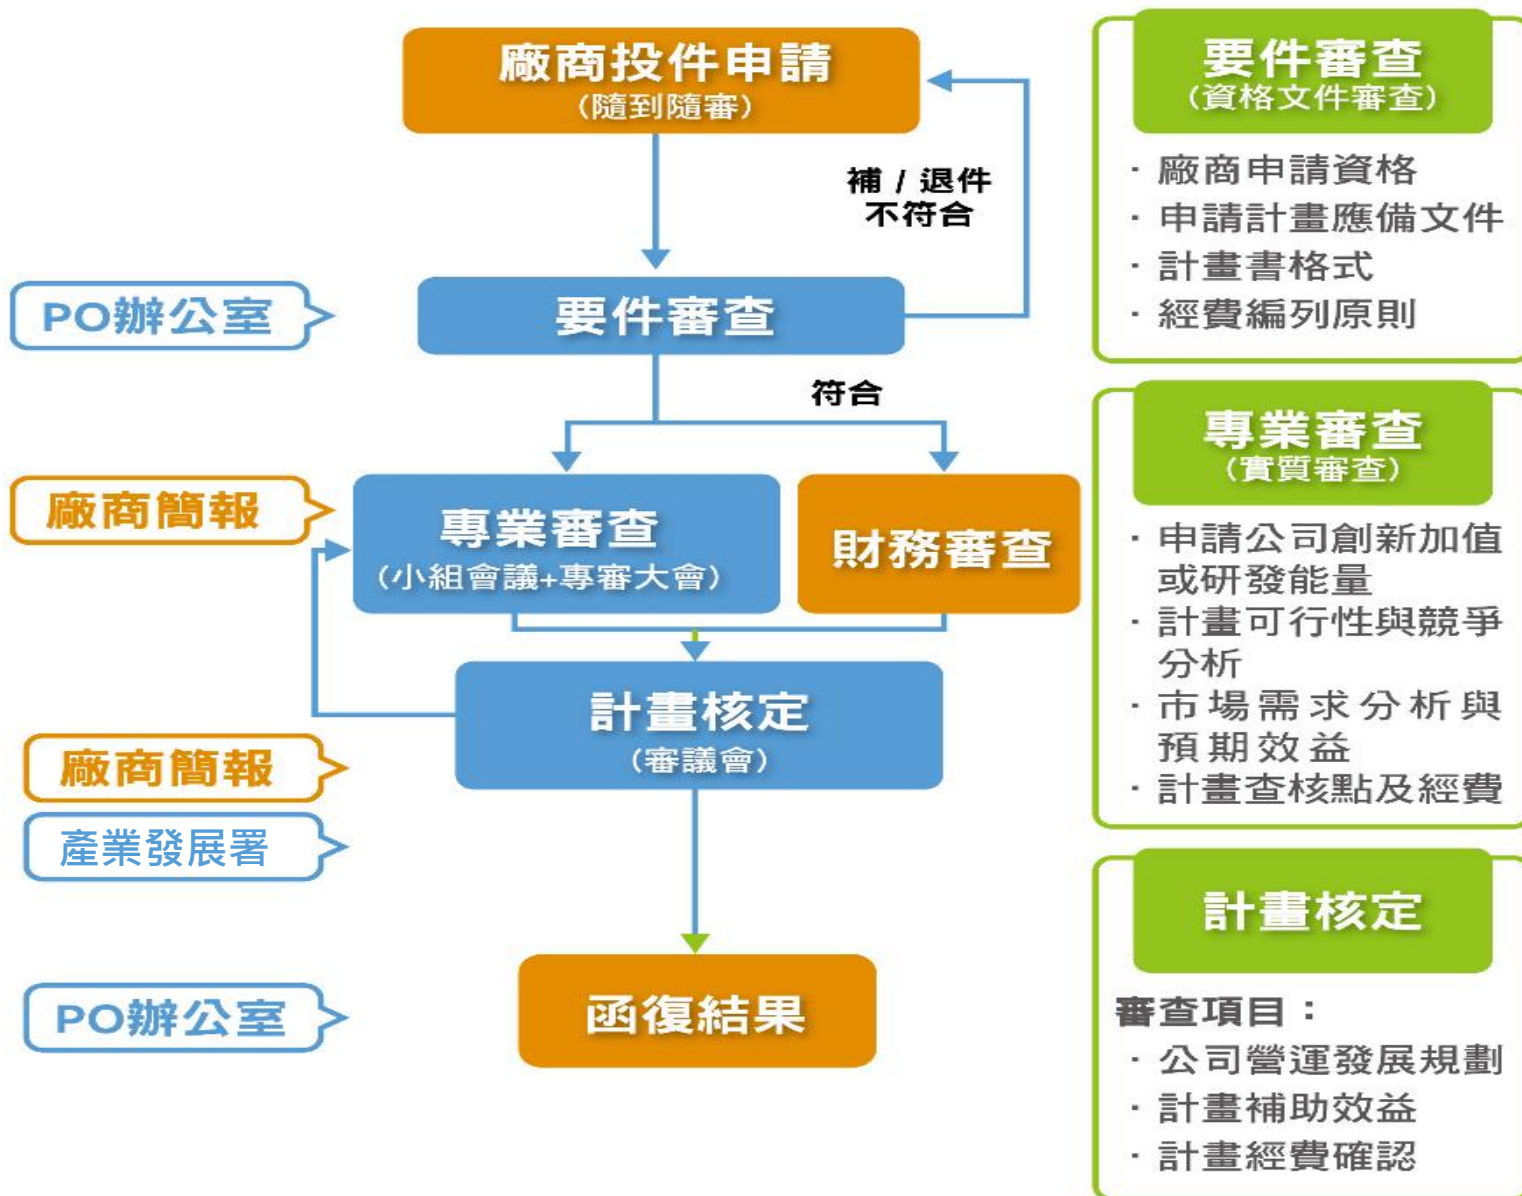 廠商投件申請
(隨到隨審)
補 / 退件
不符合
PO辦公室
要件審查
符合
廠商簡報
專業審查
(小組會議+專審大會)
財務審查
計畫核定
(審議會)
廠商簡報
產業發展署
PO辦公室
函復結果
要件審查
(資格文件審查)
· 廠商申請資格
· 申請計畫應備文件
· 計畫書格式
· 經費編列原則
專業審查
(實質審查)
· 申請公司創新加值
或研發能量
· 計畫可行性與競爭
分析
· 市場需求分析與
預期效益
· 計畫查核點及經費
計畫核定
審查項目：
· 公司營運發展規劃
· 計畫補助效益
· 計畫經費確認